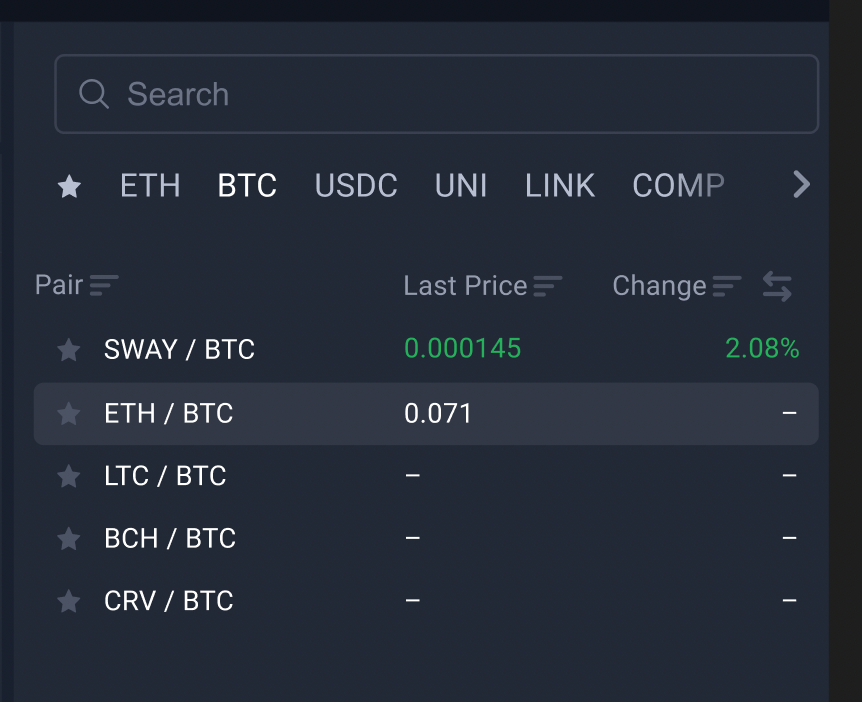 Search
ETH BTC USDC UNI LINK COMP
Pair Last Price Change
SWAY / BTC 0.000145 2.08%
ETH / BTC 0.071 –
LTC / BTC – –
BCH / BTC – –
CRV / BTC – –